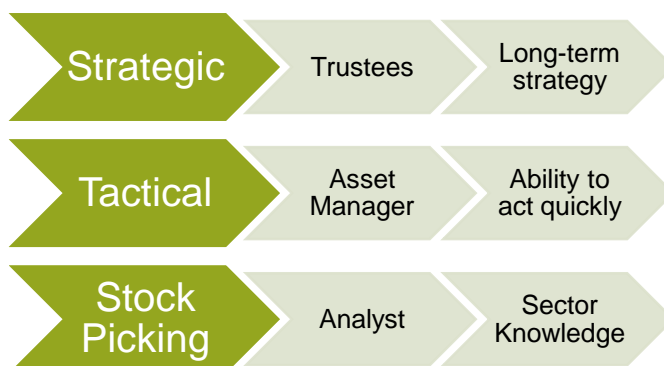 Strategic
Trustees
Long-term
strategy
Tactical
Asset
Manager
Ability to
act quickly
Stock
Picking
Analyst
Sector
Knowledge